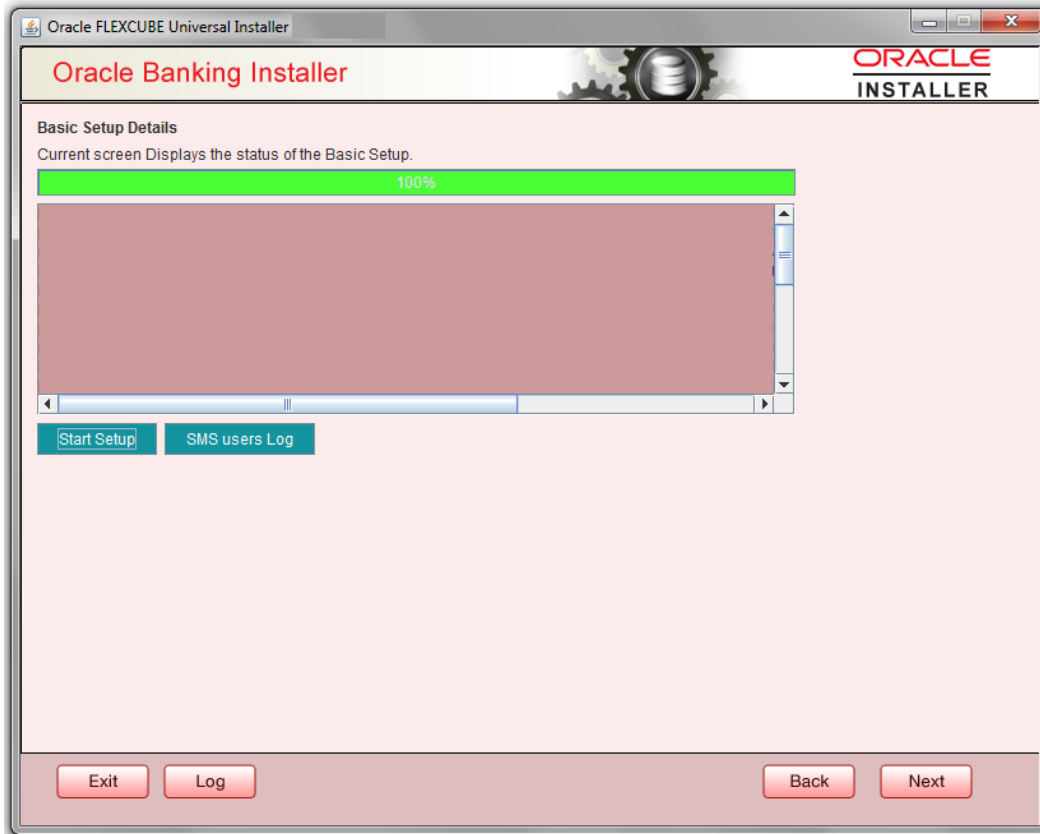 Oracle FLEXCUBE Universal Installer
Oracle Banking Installer
ORACLE
INSTALLER
Basic Setup Details
Current screen Displays the status of the Basic Setup.
100%
Start Setup
SMS users Log
Exit
Log
Back
Next